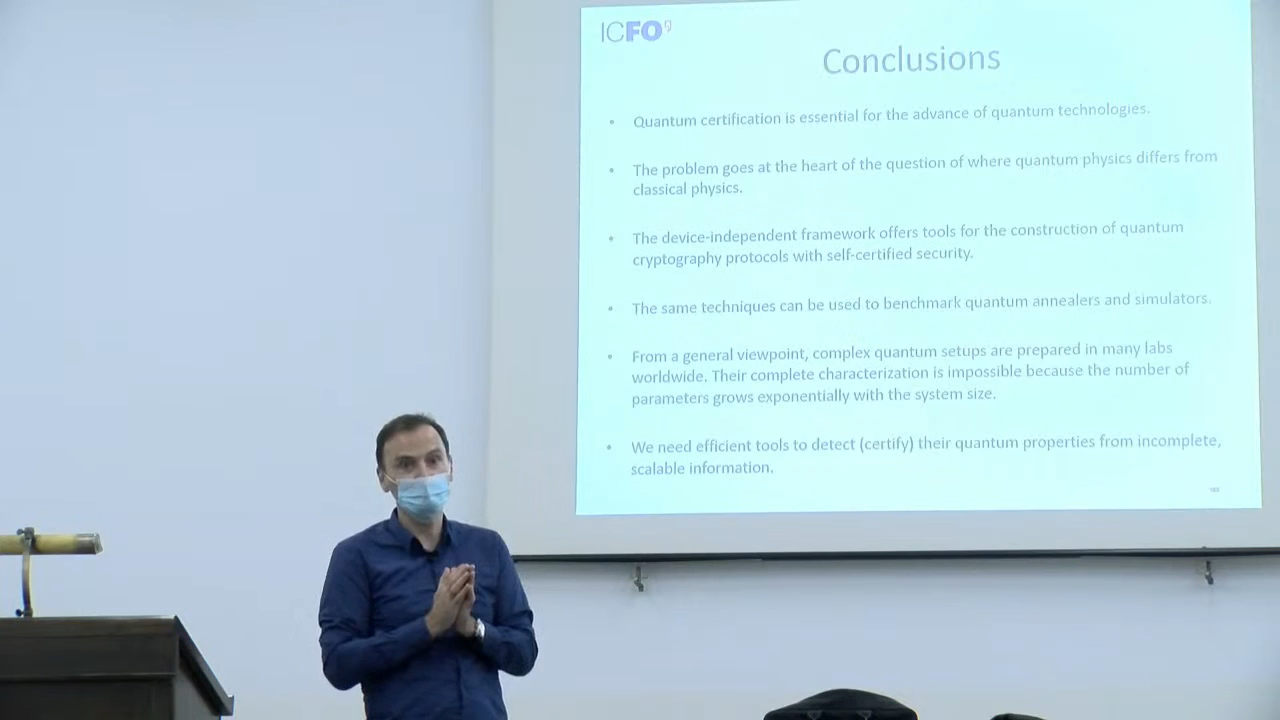 ICFO
Conclusions
• Quantum certification is essential for the advance of quantum technologies.
• The problem goes at the heart of the question of where quantum physics differs from
classical physics.
• The device-independent framework offers tools for the construction of quantum
cryptography protocols with self-certified security.
• The same techniques can be used to benchmark quantum annealers and simulators.
• From a general viewpoint, complex quantum setups are prepared in many labs
worldwide. Their complete characterization is impossible because the number of
parameters grows exponentially with the system size.
• We need efficient tools to detect (certify) their quantum properties from incomplete,
scalable information.